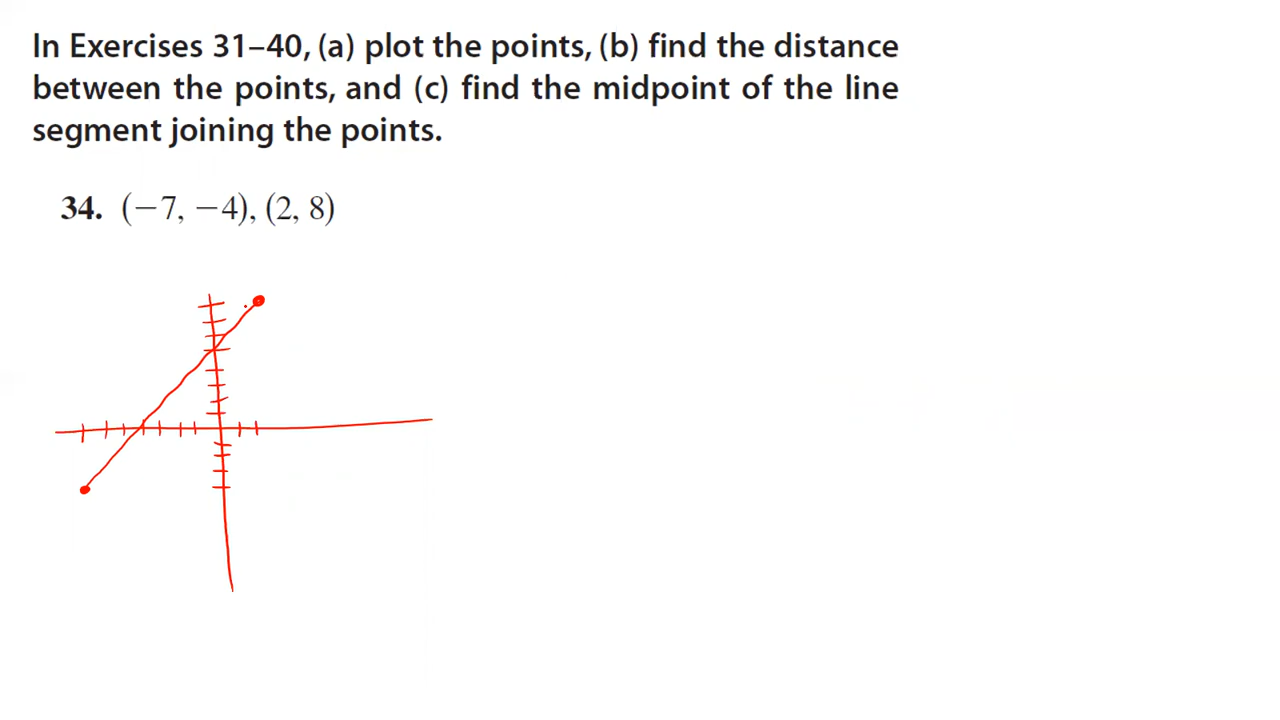 In Exercises 31–40, (a) plot the points, (b) find the distance
between the points, and (c) find the midpoint of the line
segment joining the points.
34. (−7, −4), (2, 8)